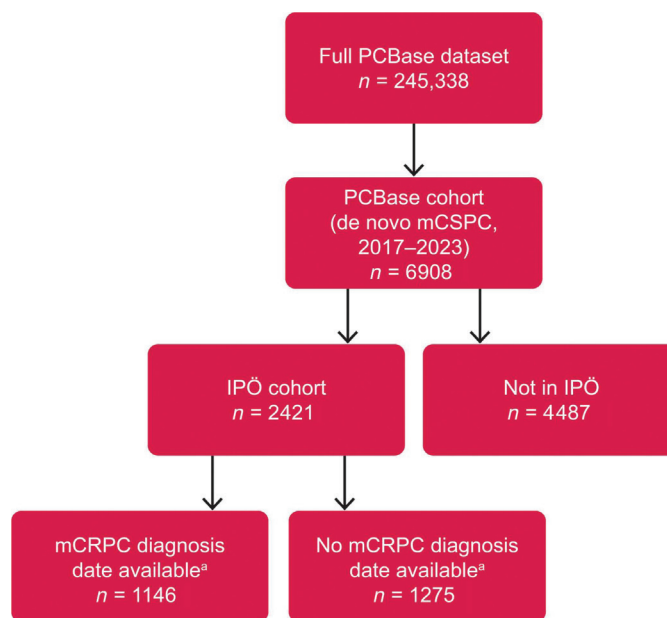 Full PCBase dataset
n = 245,338
PCBase cohort
(de novo mCSPC,
2017–2023)
n = 6908
IPÖ cohort
n = 2421
Not in IPÖ
n = 4487
mCRPC diagnosis
date availableᵃ
n = 1146
No mCRPC diagnosis
date availableᵃ
n = 1275